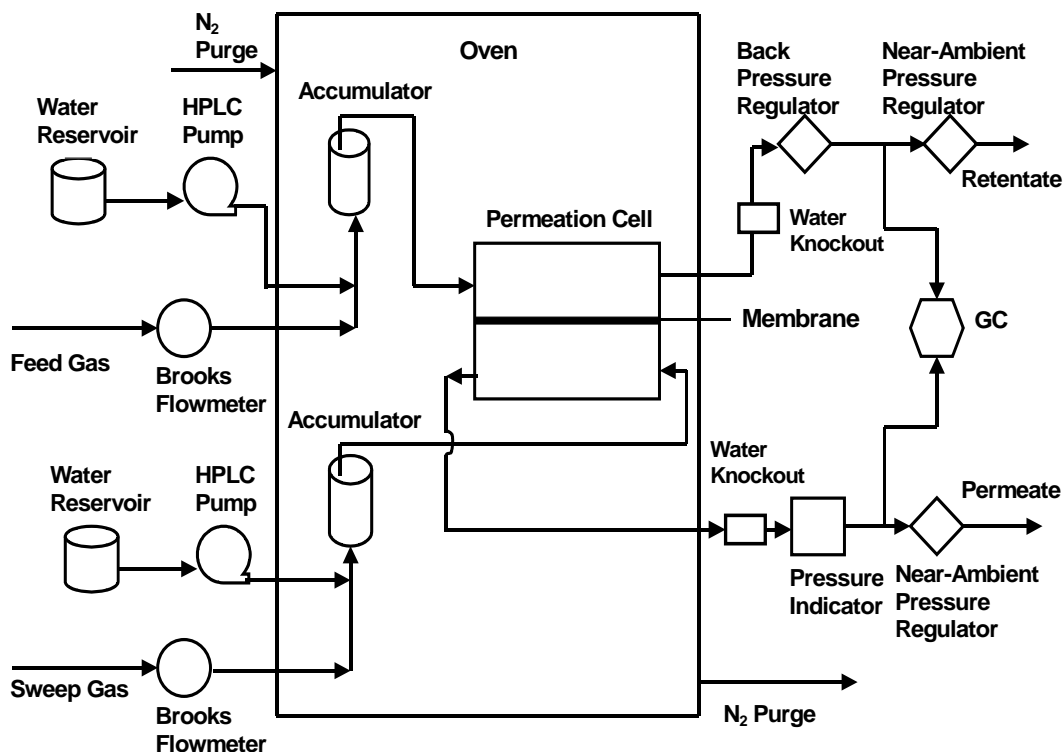 N2
Purge
Oven
Back
Pressure
Regulator
Near-Ambient
Pressure
Regulator
Water
Reservoir
HPLC
Pump
Accumulator
Retentate
Permeation Cell
Water
Knockout
Membrane
GC
Feed Gas
Brooks
Flowmeter
Accumulator
Water
Reservoir
HPLC
Pump
Water
Knockout
Permeate
Pressure
Indicator
Near-Ambient
Pressure
Regulator
Sweep Gas
Brooks
Flowmeter
N2 Purge